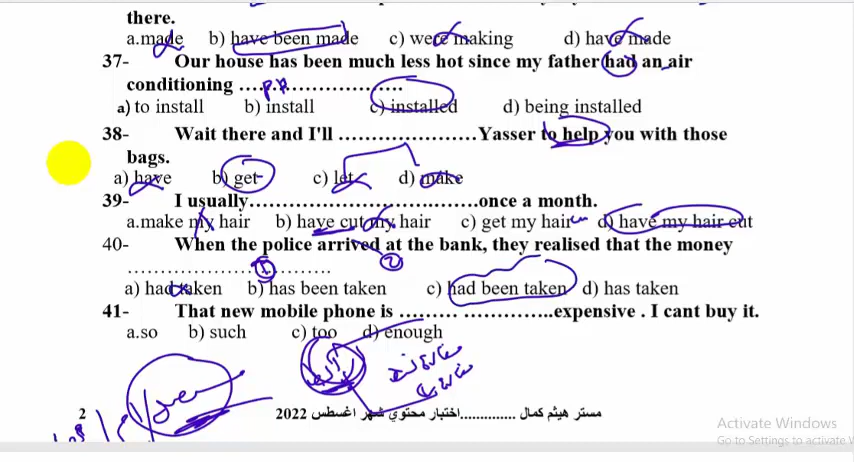 there.
a.made b) have been made c) were making d) have made
37- Our house has been much less hot since my father had an air
conditioning ....P.P.........................
a) to install b) install c) installed d) being installed
38- Wait there and I'll .......................Yasser to help you with those
bags.
a) have b) get c) let d) make
39- I usually.......................................once a month.
a.make my hair b) have cut my hair c) get my hair d) have my hair cut
40- When the police arrived at the bank, they realised that the money
2
......................1...........
a) had taken b) has been taken c) had been taken d) has taken
41- That new mobile phone is ......... ...............expensive . I cant buy it.
a.so b) such c) too d) enough
2
مستر هيثم كمال ..............اختبار محتوي شهر اغسطس 2022
Activate Windows
Go to Settings to activate W